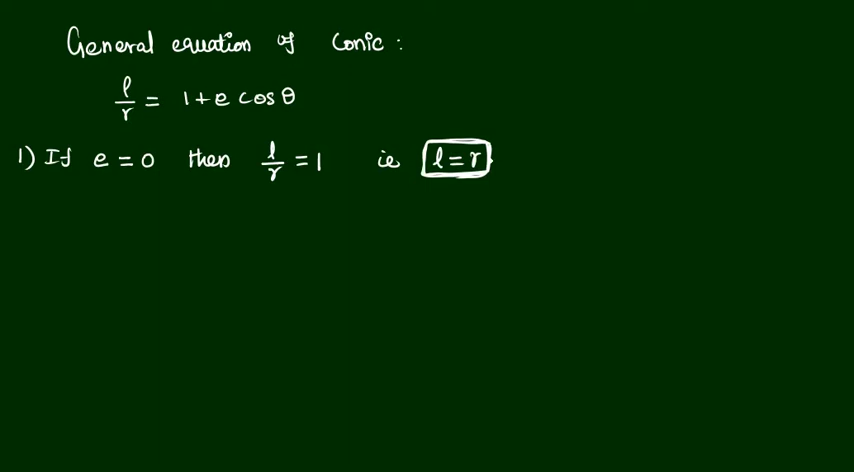 General equation of conic :
l/r = 1 + e cos θ
1) If e = 0 then l/r = 1 ie l = r